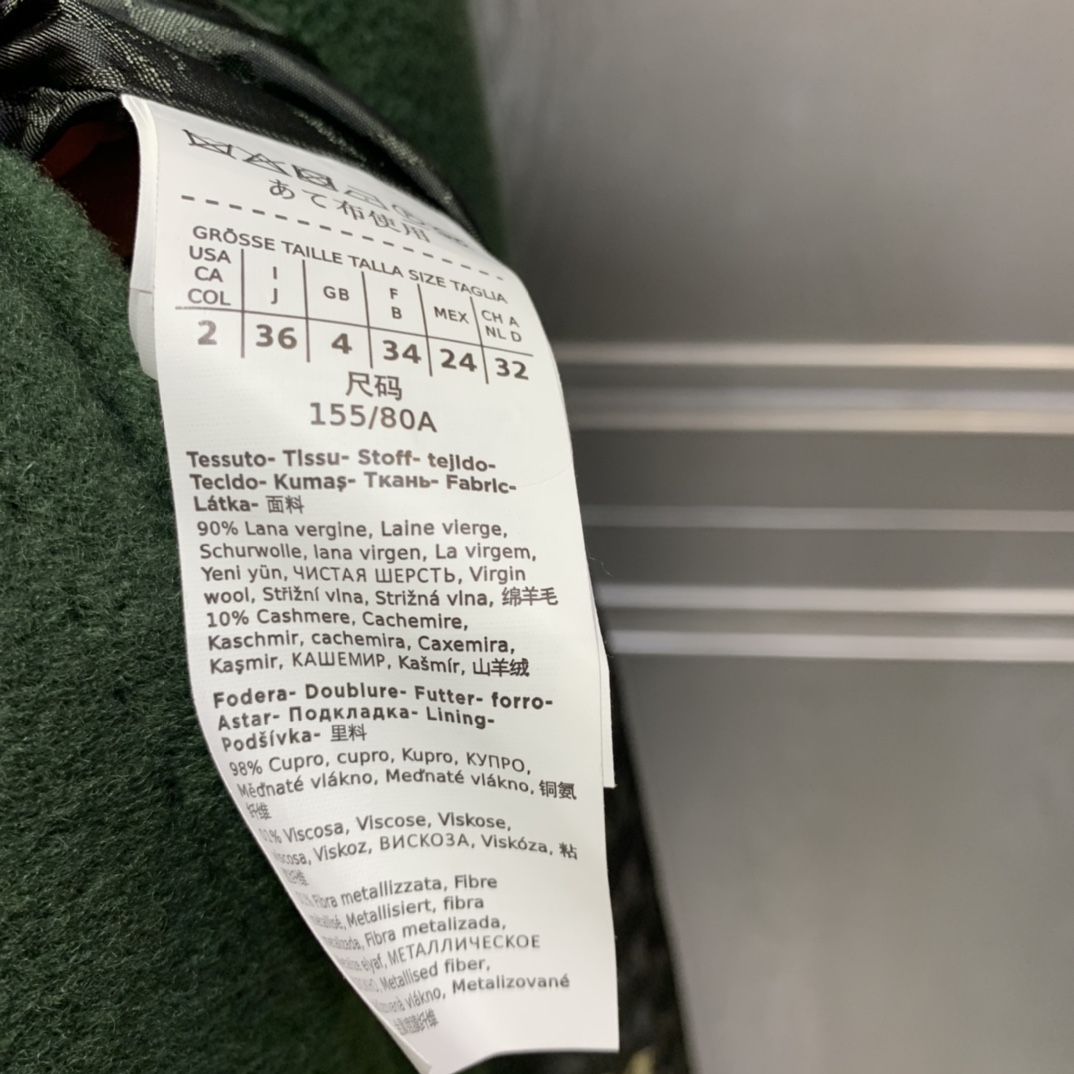 あて布使用
GRÖSSE TAILLE TALLA SIZE TAGLIA
USA CA COL | I J | GB | F B | MEX | CH A NL D
2 | 36 | 4 | 34 | 24 | 32
尺码
155/80A
Tessuto- TIssu- Stoff- tejIdo-
TecIdo- Kumaş- Ткань- FabrIc-
Látka- 面料
90% Lana vergine, Laine vierge,
Schurwolle, lana virgen, La virgem,
Yeni yün, ЧИСТАЯ ШЕРСТЬ, Virgin
wool, Střižní vlna, Strižná vlna, 绵羊毛
10% Cashmere, Cachemire,
Kaschmir, cachemira, Caxemira,
Kaşmir, КАШЕМИР, Kašmír, 山羊绒
Fodera- Doublure- Futter- forro-
Astar- Подкладка- Lining-
Podšívka- 里料
98% Cupro, cupro, Kupro, КУПРО,
Měďnaté vlákno, Meďnaté vlákno, 铜氨
纤维
01% Viscosa, Viscose, Viskose,
Viskoz, ВИСКОЗА, Viskóza, 粘
纤维
Fibra metallizzata, Fibre
Metallisiert, fibra
Fibra metalizada,
elyaf, МЕТАЛЛИЧЕСКОЕ
Metallised fiber,
vlákno, Metalizované
纤维